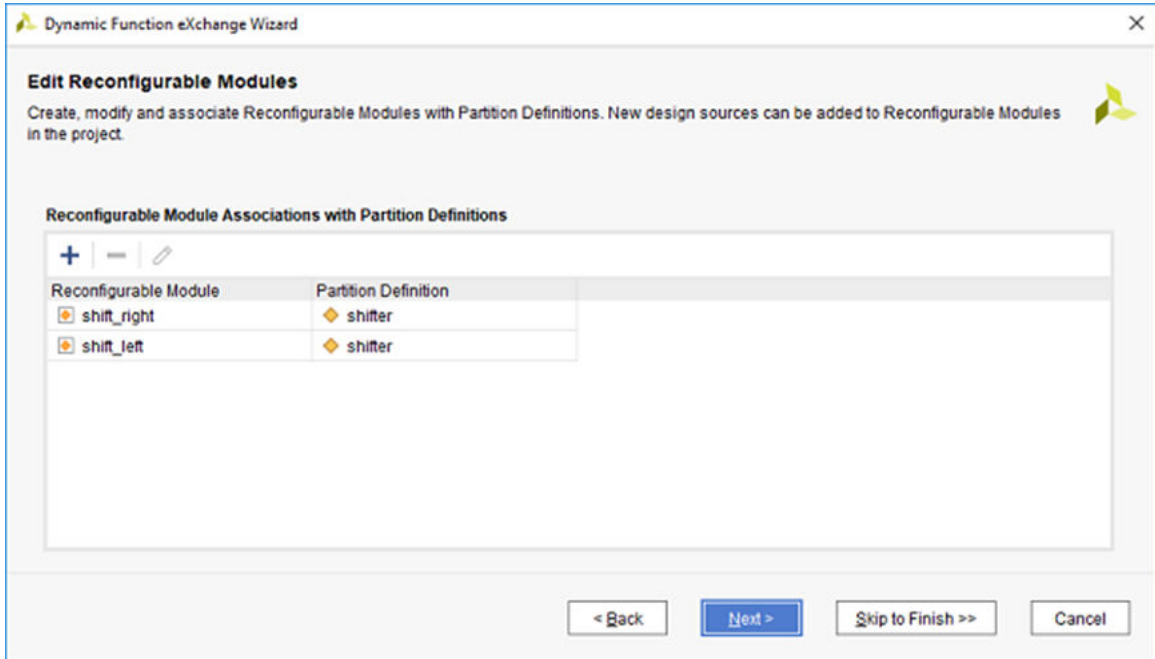 Dynamic Function eXchange Wizard
Edit Reconfigurable Modules
Create, modify and associate Reconfigurable Modules with Partition Definitions. New design sources can be added to Reconfigurable Modules
in the project.
Reconfigurable Module Associations with Partition Definitions
Reconfigurable Module Partition Definition
shift_right shifter
shift_left shifter
< Back Next > Skip to Finish >> Cancel